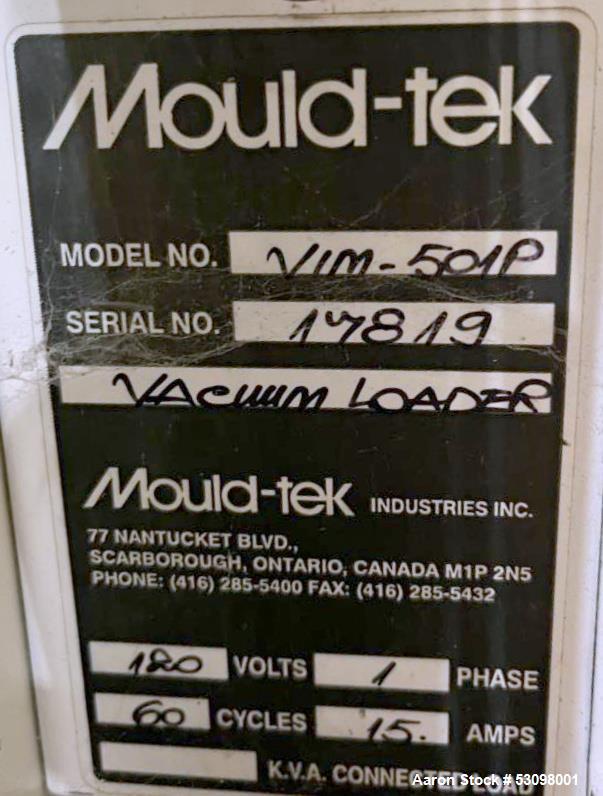 Mould-tek
MODEL NO. VIM-501P
SERIAL NO. 17819
VACUUM LOADER
Mould-tek INDUSTRIES INC.
77 NANTUCKET BLVD.,
SCARBOROUGH, ONTARIO, CANADA M1P 2N5
PHONE: (416) 285-5400 FAX: (416) 285-5432
120 VOLTS 1 PHASE
60 CYCLES 15. AMPS
K.V.A. CONNECTED LOAD
Aaron Stock # 53098001